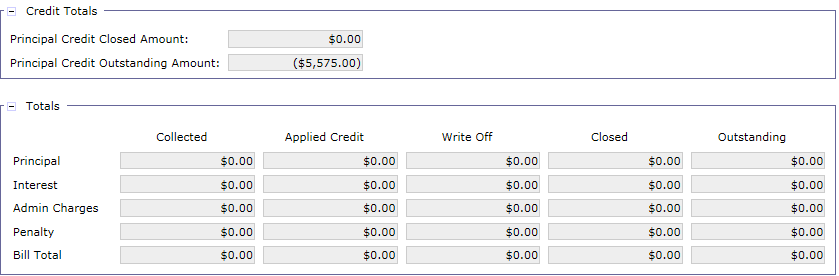 Credit Totals
Principal Credit Closed Amount: $0.00
Principal Credit Outstanding Amount: ($5,575.00)
Totals
Collected Applied Credit Write Off Closed Outstanding
Principal $0.00 $0.00 $0.00 $0.00 $0.00
Interest $0.00 $0.00 $0.00 $0.00 $0.00
Admin Charges $0.00 $0.00 $0.00 $0.00 $0.00
Penalty $0.00 $0.00 $0.00 $0.00 $0.00
Bill Total $0.00 $0.00 $0.00 $0.00 $0.00